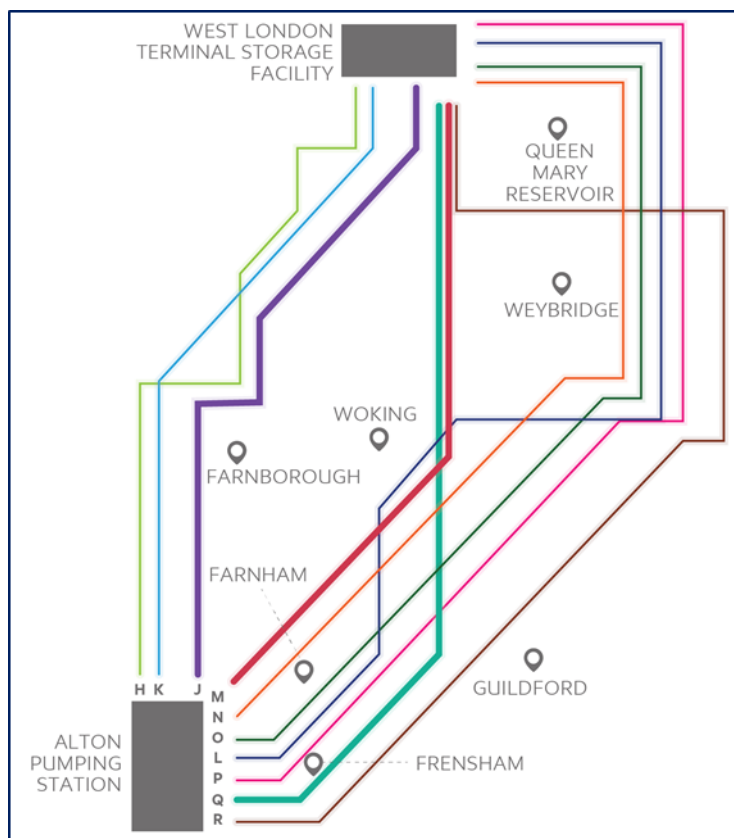 WEST LONDON
TERMINAL STORAGE
FACILITY
QUEEN
MARY
RESERVOIR
WEYBRIDGE
WOKING
FARNBOROUGH
FARNHAM
GUILDFORD
H K J
M
N
O
L
P
Q
R
ALTON
PUMPING
STATION
FRENSHAM